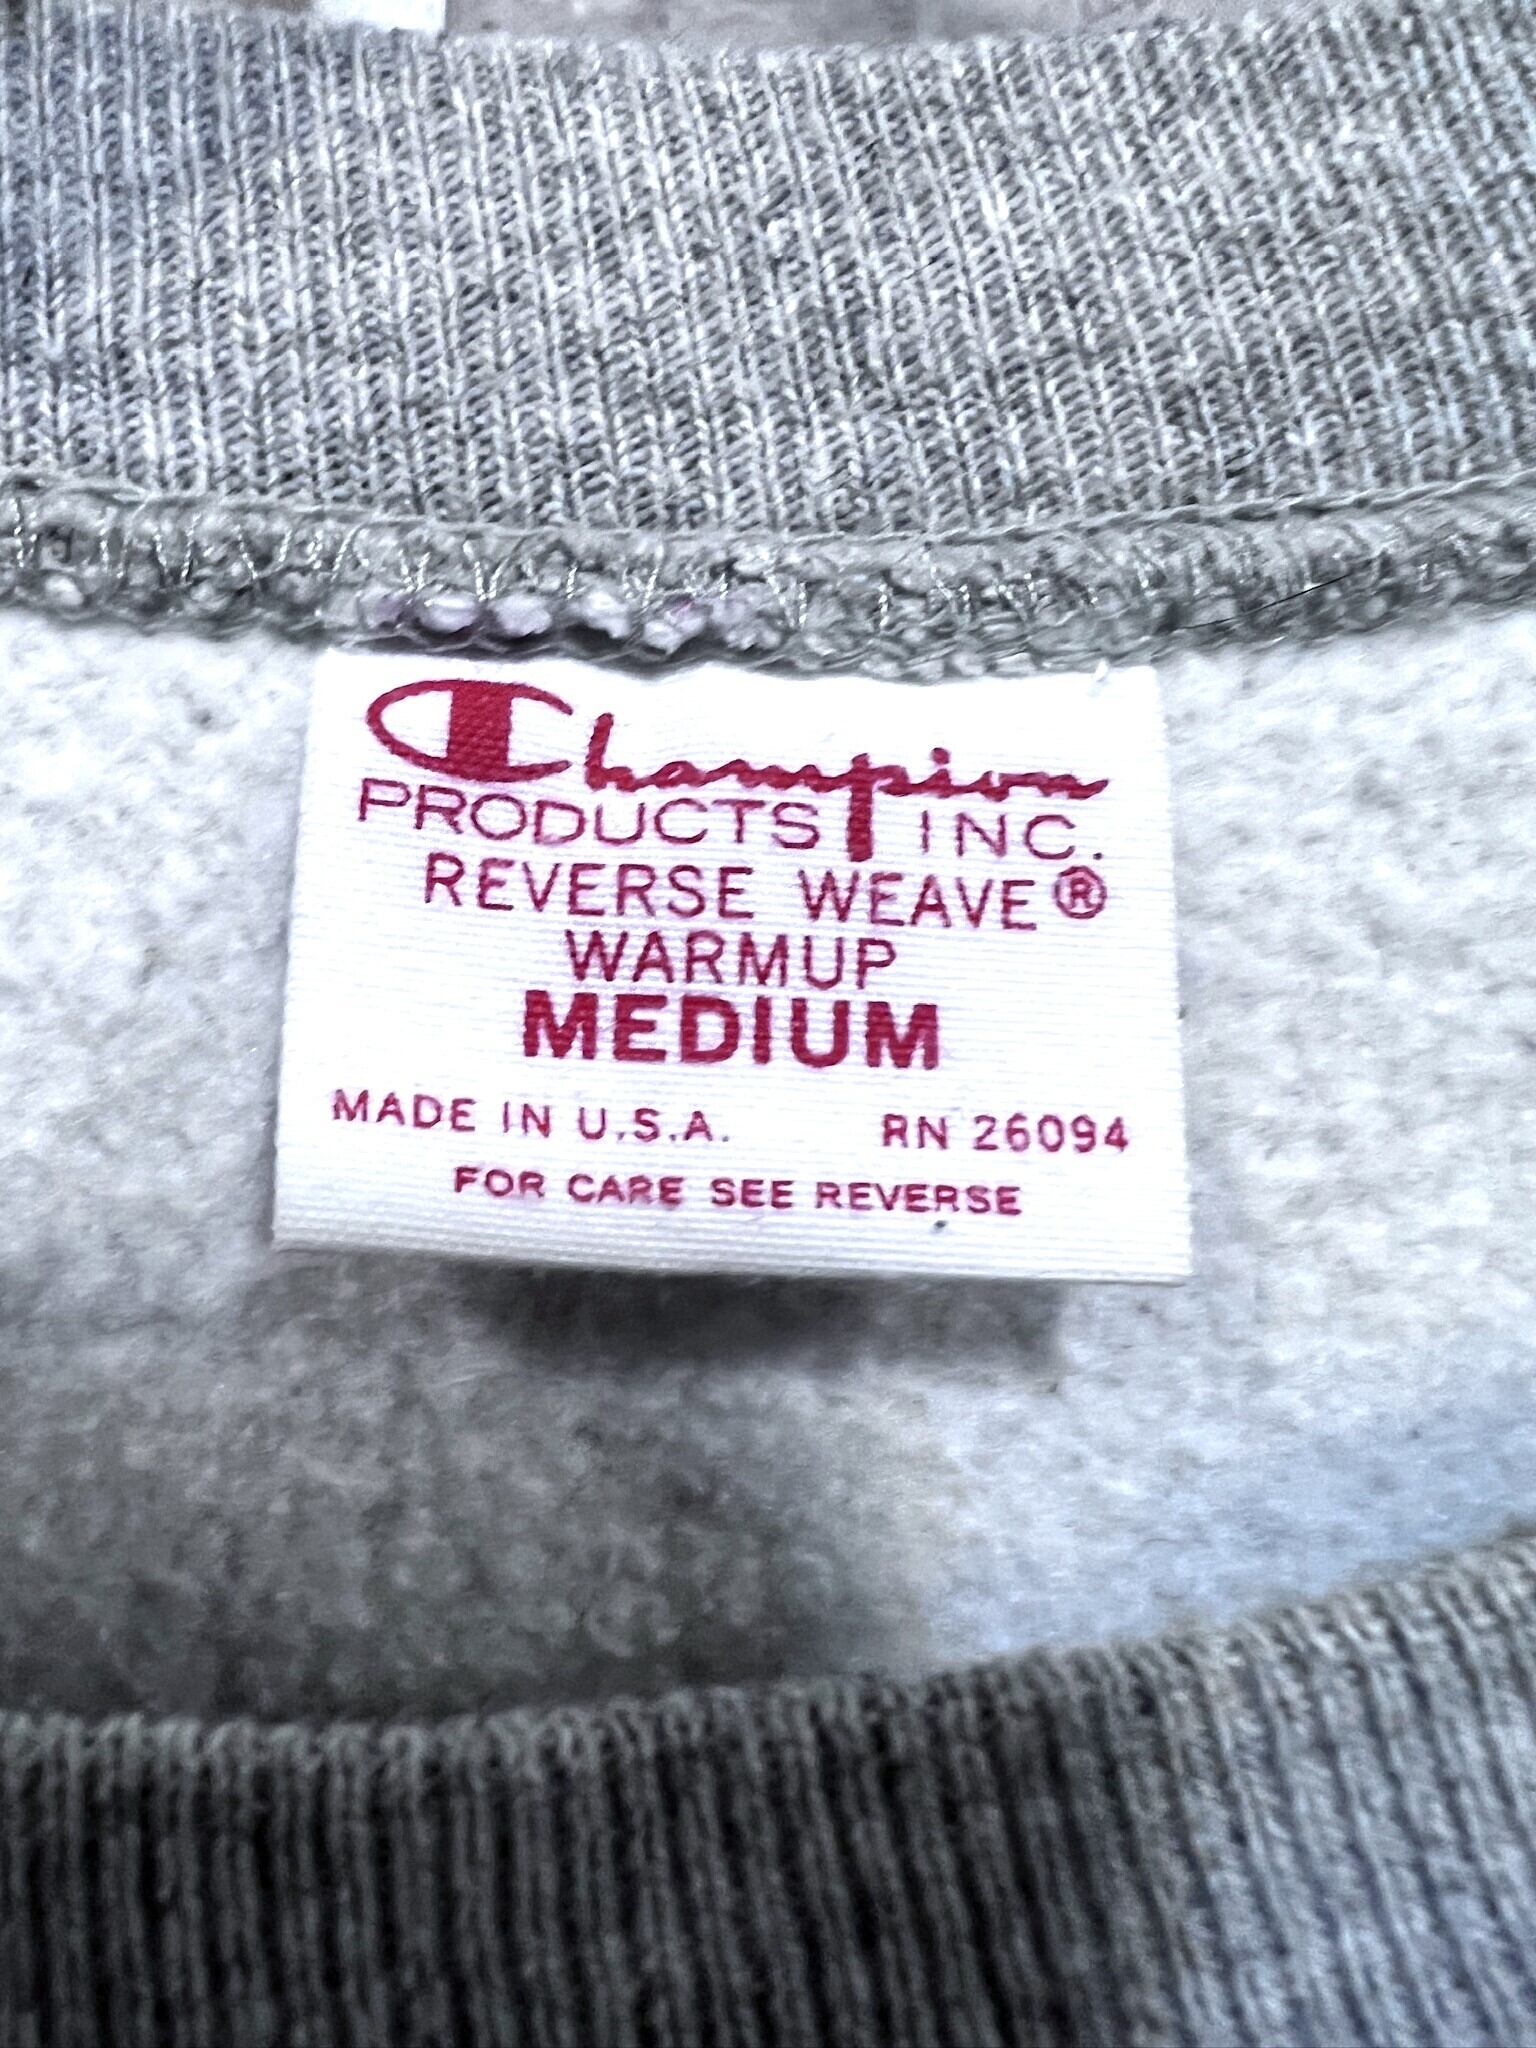 Champion
PRODUCTS INC.
REVERSE WEAVE®
WARMUP
MEDIUM
MADE IN U.S.A. RN 26094
FOR CARE SEE REVERSE